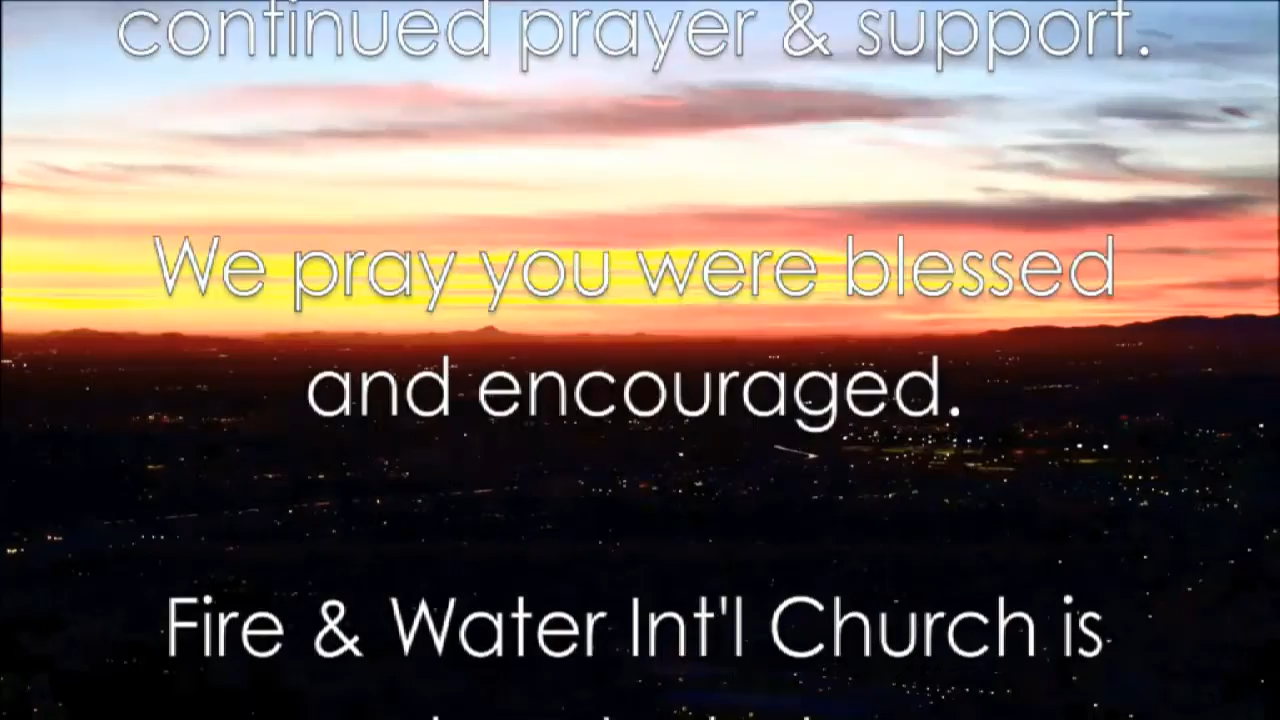 continued prayer & support.
We pray you were blessed
and encouraged.
Fire & Water Int'l Church is